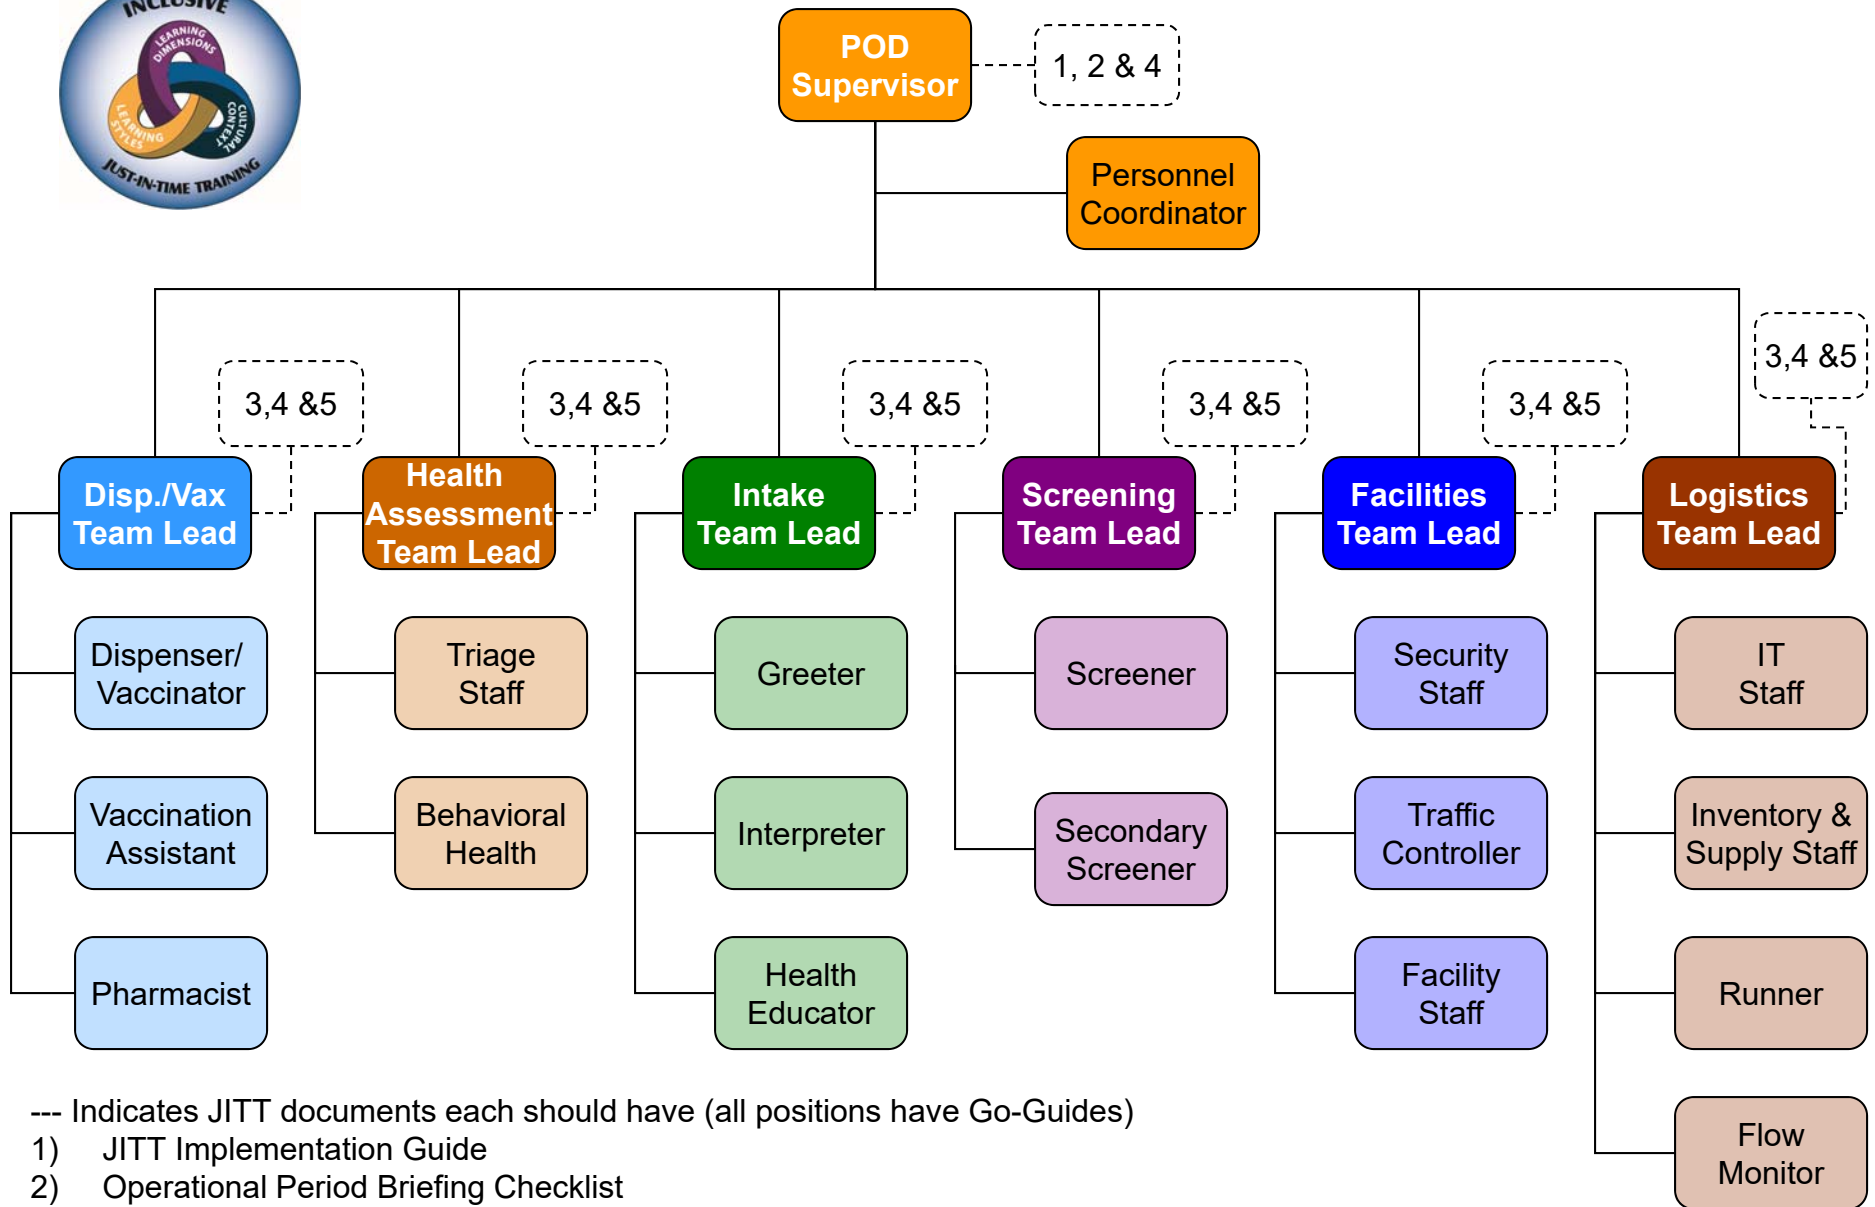 INCLUSIVE
LEARNING
DIMENSIONS
LEARNING
STYLES
CULTURAL
CONTEXT
JUST-IN-TIME TRAINING
POD
Supervisor
1, 2 & 4
Personnel
Coordinator
3,4 &5
3,4 &5
3,4 &5
3,4 &5
3,4 &5
3,4 &5
Disp./Vax
Team Lead
Health
Assessment
Team Lead
Intake
Team Lead
Screening
Team Lead
Facilities
Team Lead
Logistics
Team Lead
Dispenser/
Vaccinator
Triage
Staff
Greeter
Screener
Security
Staff
IT
Staff
Vaccination
Assistant
Behavioral
Health
Interpreter
Secondary
Screener
Traffic
Controller
Inventory &
Supply Staff
Pharmacist
Health
Educator
Facility
Staff
Runner
Flow
Monitor
--- Indicates JITT documents each should have (all positions have Go-Guides)
1) JITT Implementation Guide
2) Operational Period Briefing Checklist